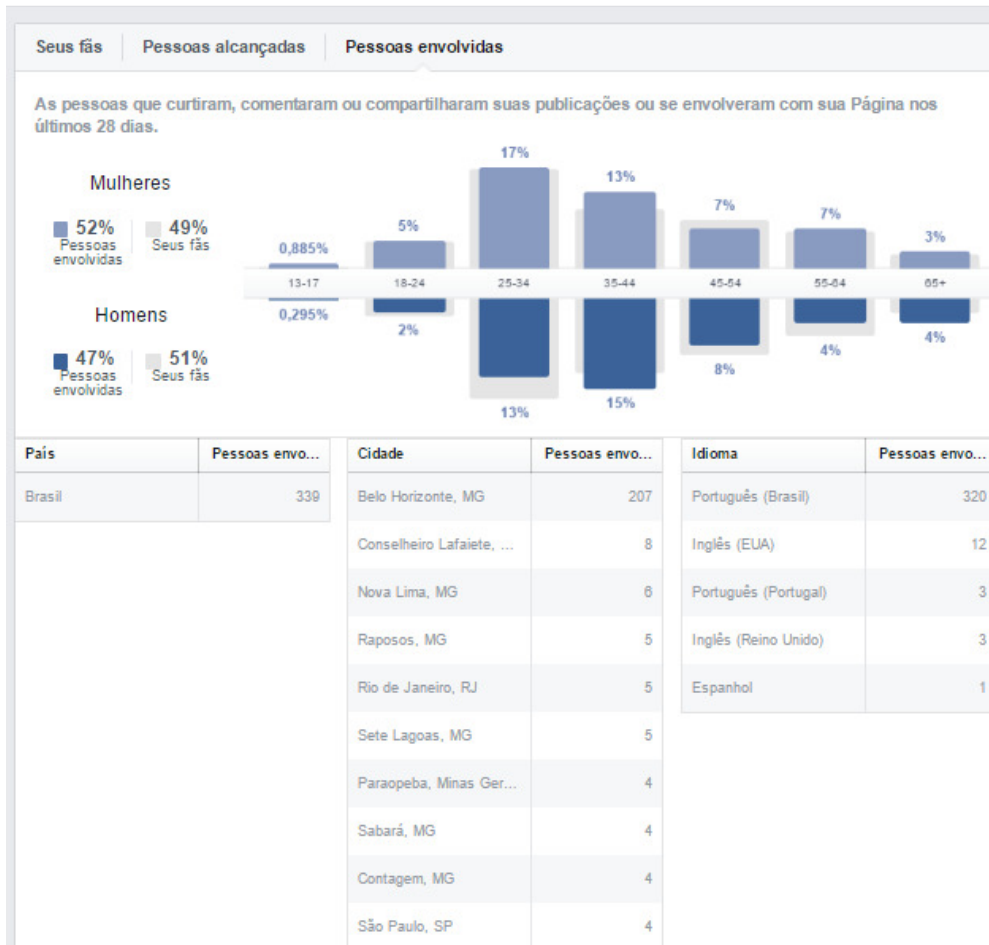 Seus fãs Pessoas alcançadas Pessoas envolvidas
As pessoas que curtiram, comentaram ou compartilharam suas publicações ou se envolveram com sua Página nos
últimos 28 dias.
Mulheres
52% Pessoas envolvidas
49% Seus fãs
0,885% 5% 17% 13% 7% 7% 3%
13-17 18-24 25-34 35-44 45-54 55-64 65+
Homens
47% Pessoas envolvidas
51% Seus fãs
0,295% 2% 13% 15% 8% 4% 4%
País Pessoas envo... Cidade Pessoas envo... Idioma Pessoas envo...
Brasil 339 Belo Horizonte, MG 207 Português (Brasil) 320
Conselheiro Lafaiete, ... 8 Inglês (EUA) 12
Nova Lima, MG 6 Português (Portugal) 3
Raposos, MG 5 Inglês (Reino Unido) 3
Rio de Janeiro, RJ 5 Espanhol 1
Sete Lagoas, MG 5
Paraopeba, Minas Ger... 4
Sabará, MG 4
Contagem, MG 4
São Paulo, SP 4